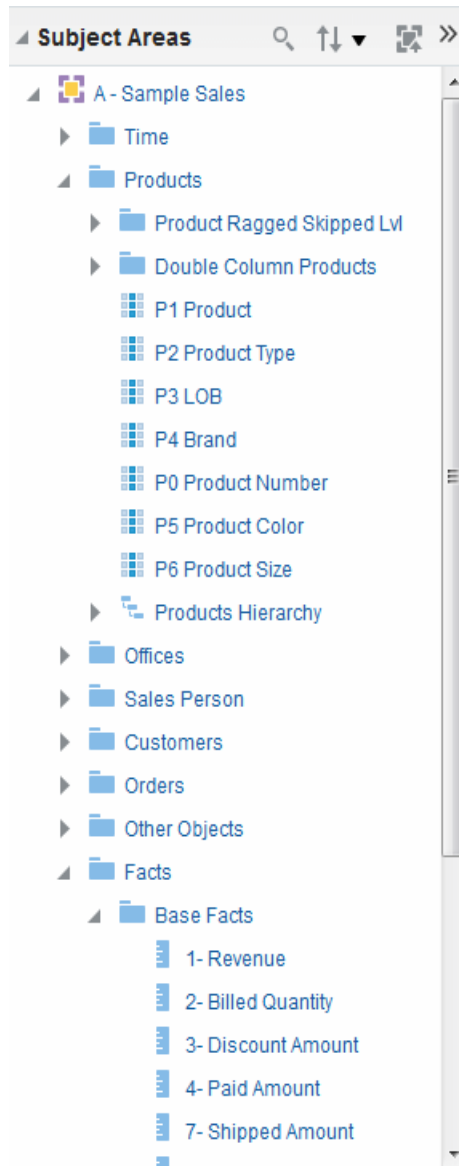 Subject Areas
A - Sample Sales
Time
Products
Product Ragged Skipped Lvl
Double Column Products
P1 Product
P2 Product Type
P3 LOB
P4 Brand
P0 Product Number
P5 Product Color
P6 Product Size
Products Hierarchy
Offices
Sales Person
Customers
Orders
Other Objects
Facts
Base Facts
1- Revenue
2- Billed Quantity
3- Discount Amount
4- Paid Amount
7- Shipped Amount